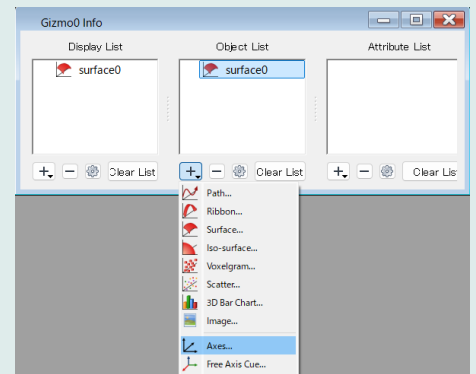 Gizmo0 Info
Display List Object List Attribute List
surface0 surface0
Clear List Clear List Clear Lis
Path...
Ribbon...
Surface...
Iso-surface...
Voxelgram...
Scatter...
3D Bar Chart...
Image...
Axes...
Free Axis Cue...